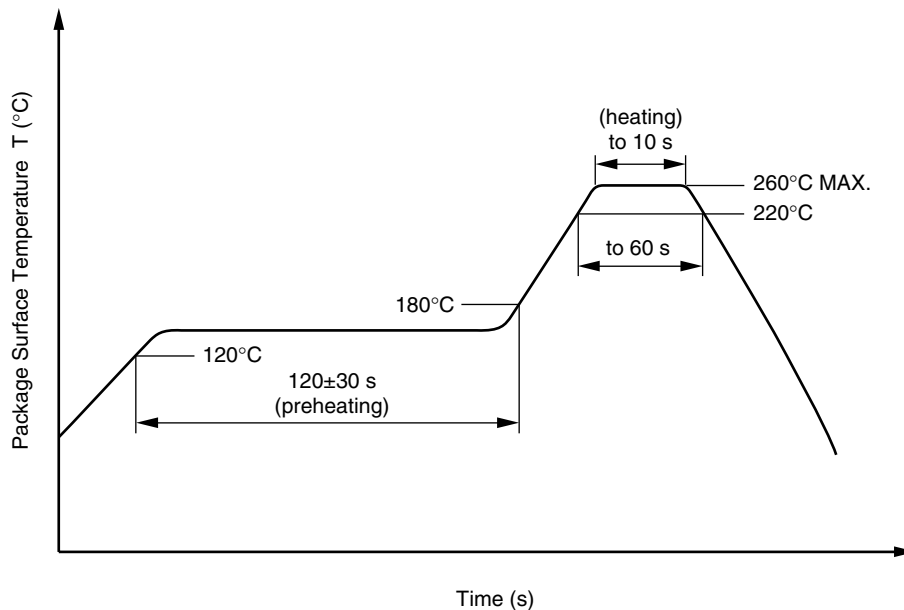 Package Surface Temperature T (°C)
(heating)
to 10 s
260°C MAX.
220°C
to 60 s
180°C
120°C
120±30 s
(preheating)
Time (s)